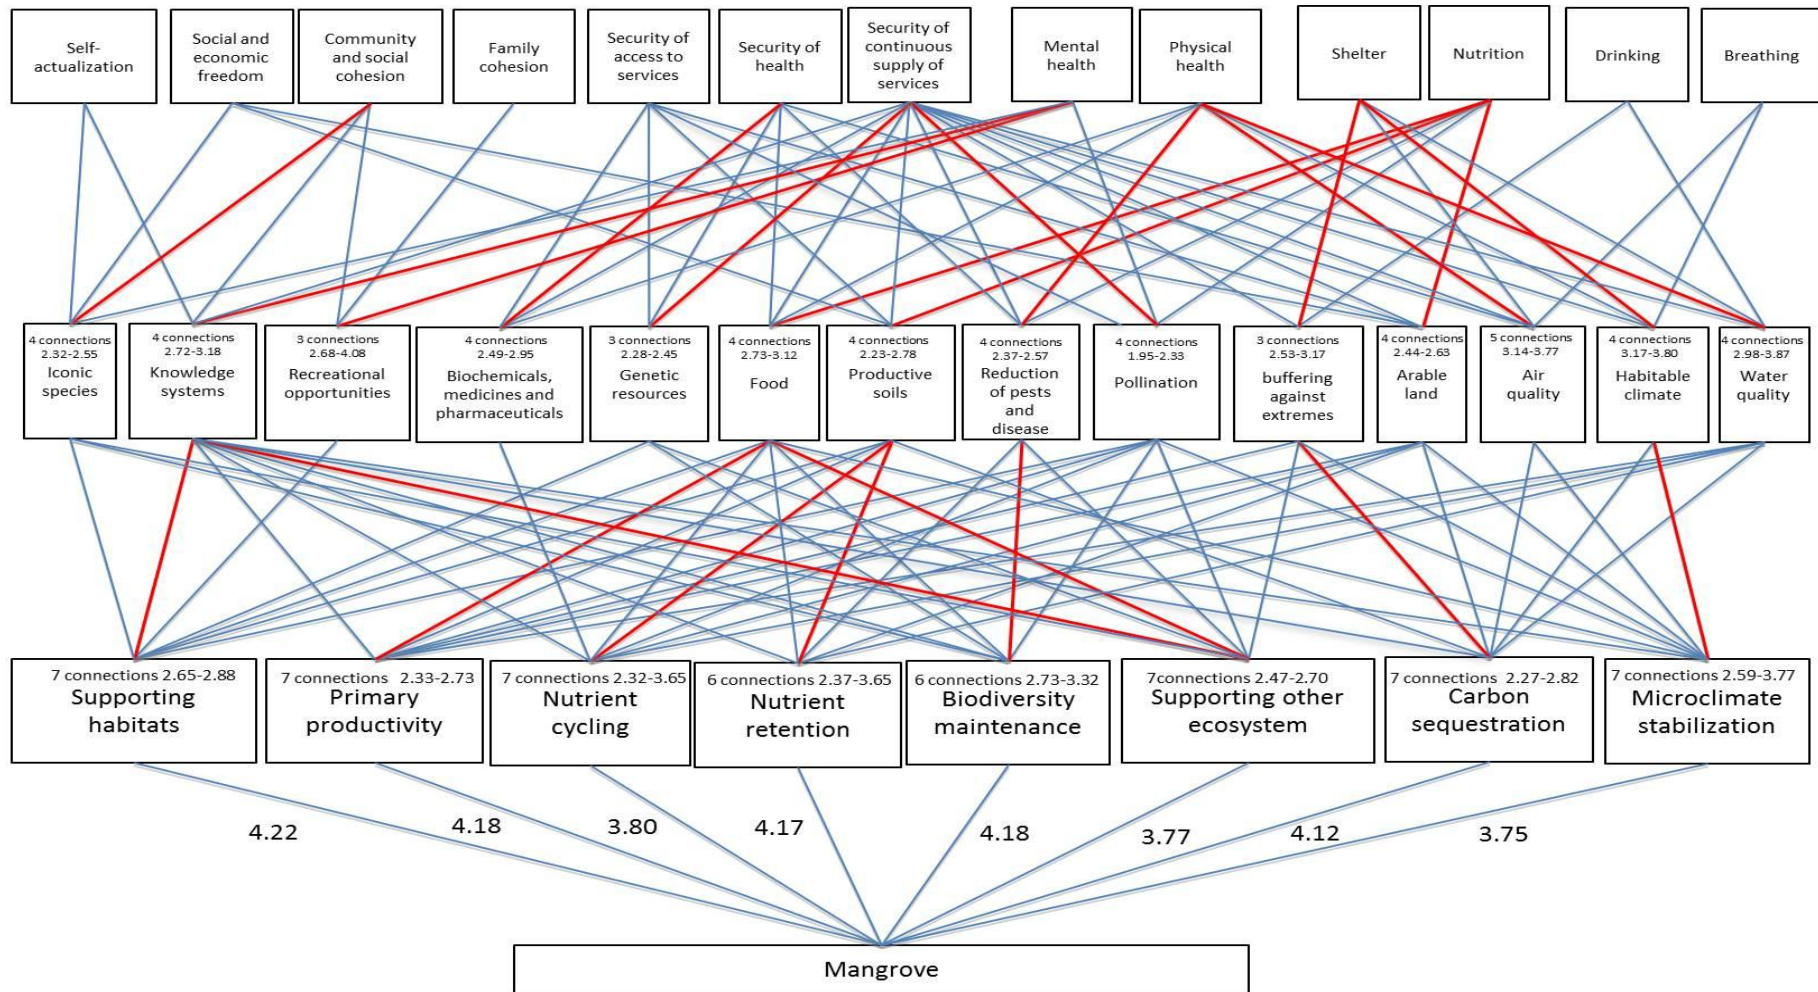 Self-
actualization
Social and
economic
freedom
Community
and social
cohesion
Family
cohesion
Security of
access to
services
Security of
health
Security of
continuous
supply of
services
Mental
health
Physical
health
Shelter
Nutrition
Drinking
Breathing
4 connections
2.32-2.55
Iconic
species
4 connections
2.72-3.18
Knowledge
systems
3 connections
2.68-4.08
Recreational
opportunities
4 connections
2.49-2.95
Biochemicals,
medicines and
pharmaceuticals
3 connections
2.28-2.45
Genetic
resources
4 connections
2.73-3.12
Food
4 connections
2.23-2.78
Productive
soils
4 connections
2.37-2.57
Reduction
of pests
and
disease
4 connections
1.95-2.33
Pollination
3 connections
2.53-3.17
buffering
against
extremes
4 connections
2.44-2.63
Arable
land
5 connections
3.14-3.77
Air
quality
4 connections
3.17-3.80
Habitable
climate
4 connections
2.98-3.87
Water
quality
7 connections 2.65-2.88
Supporting
habitats
7 connections 2.33-2.73
Primary
productivity
7 connections 2.32-3.65
Nutrient
cycling
6 connections 2.37-3.65
Nutrient
retention
6 connections 2.73-3.32
Biodiversity
maintenance
7connections 2.47-2.70
Supporting other
ecosystem
7 connections 2.27-2.82
Carbon
sequestration
7 connections 2.59-3.77
Microclimate
stabilization
4.22
4.18
3.80
4.17
4.18
3.77
4.12
3.75
Mangrove